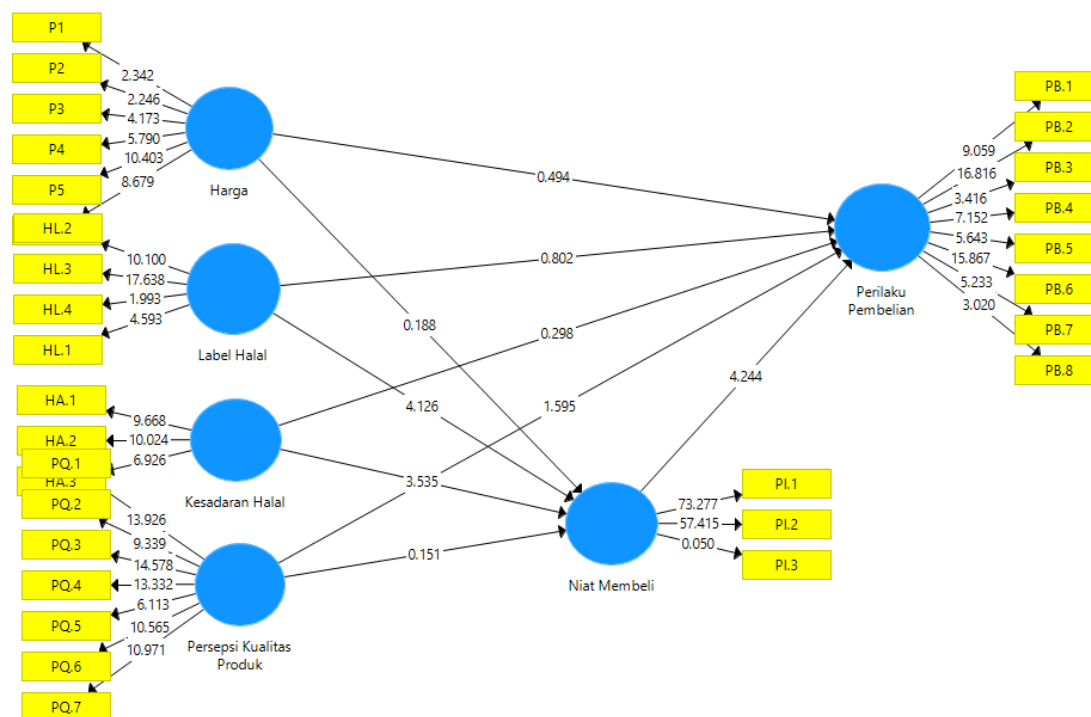 P1
P2
P3
P4
P5
HL.2
HL.3
HL.4
HL.1
HA.1
HA.2
PQ.1
HA.3
PQ.2
PQ.3
PQ.4
PQ.5
PQ.6
PQ.7
2.342
2.246
4.173
5.790
10.403
8.679
Harga
10.100
17.638
1.993
4.593
Label Halal
9.668
10.024
6.926
Kesadaran Halal
13.926
9.339
14.578
13.332
6.113
10.565
10.971
Persepsi Kualitas
Produk
0.494
0.802
0.188
0.298
4.126
1.595
3.535
0.151
4.244
Niat Membeli
73.277
57.415
0.050
PI.1
PI.2
PI.3
Perilaku
Pembelian
9.059
16.816
3.416
7.152
5.643
15.867
5.233
3.020
PB.1
PB.2
PB.3
PB.4
PB.5
PB.6
PB.7
PB.8